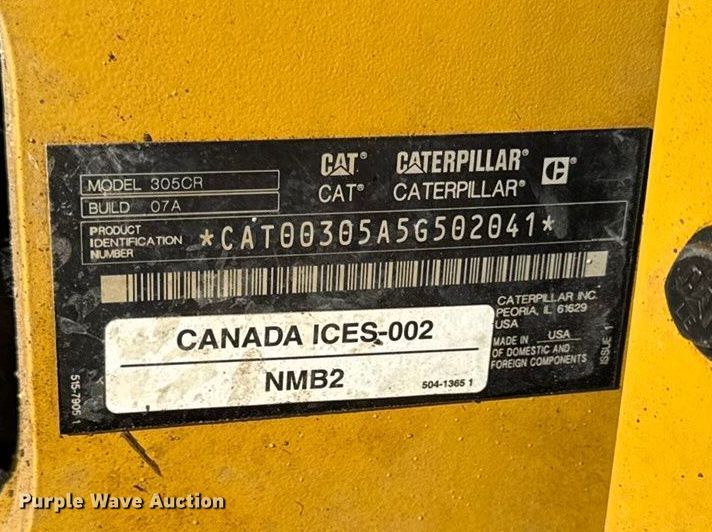 CAT® CATERPILLAR® C®
CAT® CATERPILLAR®
MODEL 305CR
BUILD 07A
PRODUCT IDENTIFICATION NUMBER *CAT00305A5G502041*
CATERPILLAR INC.
PEORIA, IL 61629
USA
MADE IN USA
OF DOMESTIC AND
FOREIGN COMPONENTS
ISSUE 1
CANADA ICES-002
NMB2
504-1365 1
515-7905 1
Purple Wave Auction